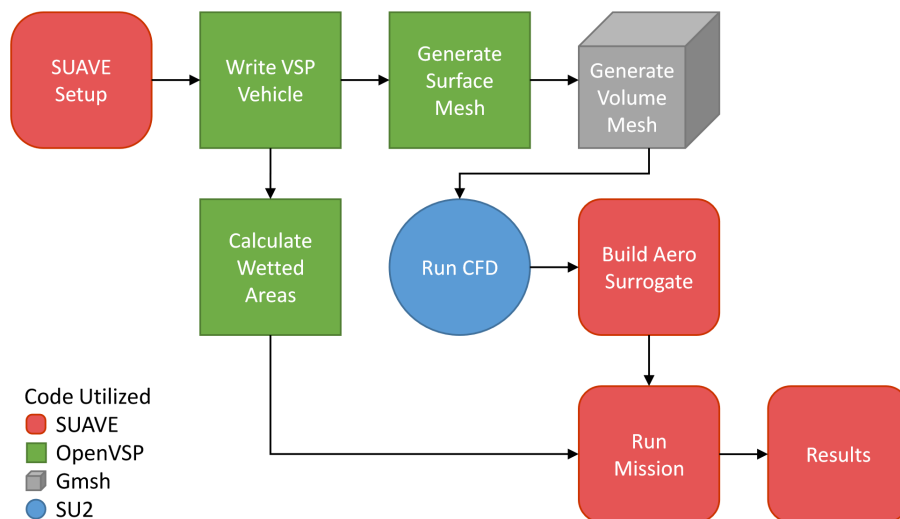 SUAVE
Setup
Write VSP
Vehicle
Generate
Surface
Mesh
Generate
Volume
Mesh
Calculate
Wetted
Areas
Run CFD
Build Aero
Surrogate
Run
Mission
Results
Code Utilized
SUAVE
OpenVSP
Gmsh
SU2